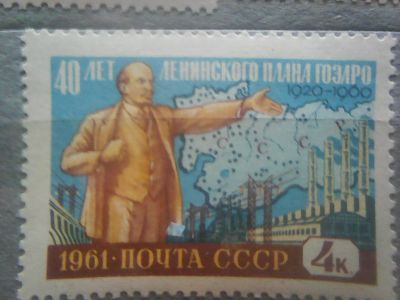 40 ЛЕТ ЛЕНИНСКОГО ПЛАНА ГОЭЛРО
1920-1960
С С С Р
1961·ПОЧТА СССР
4к.